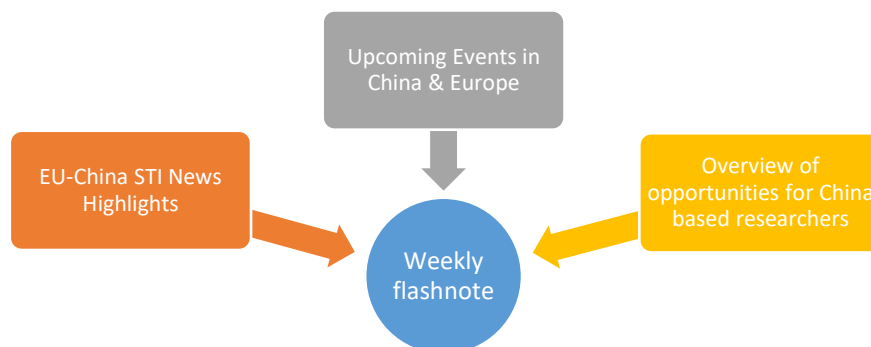 Upcoming Events in
China & Europe
EU-China STI News
Highlights
Overview of
opportunities for China
based researchers
Weekly
flashnote